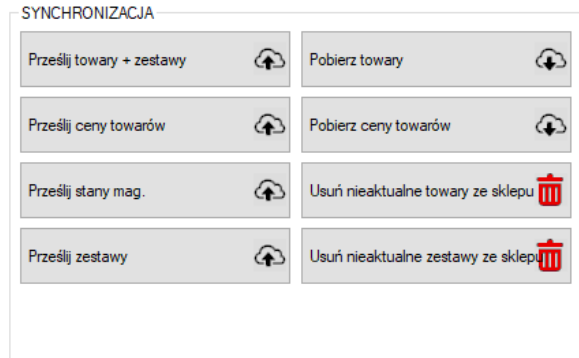 SYNCHRONIZACJA
Prześlij towary + zestawy
Pobierz towary
Prześlij ceny towarów
Pobierz ceny towarów
Prześlij stany mag.
Usuń nieaktualne towary ze sklepu
Prześlij zestawy
Usuń nieaktualne zestawy ze sklepu